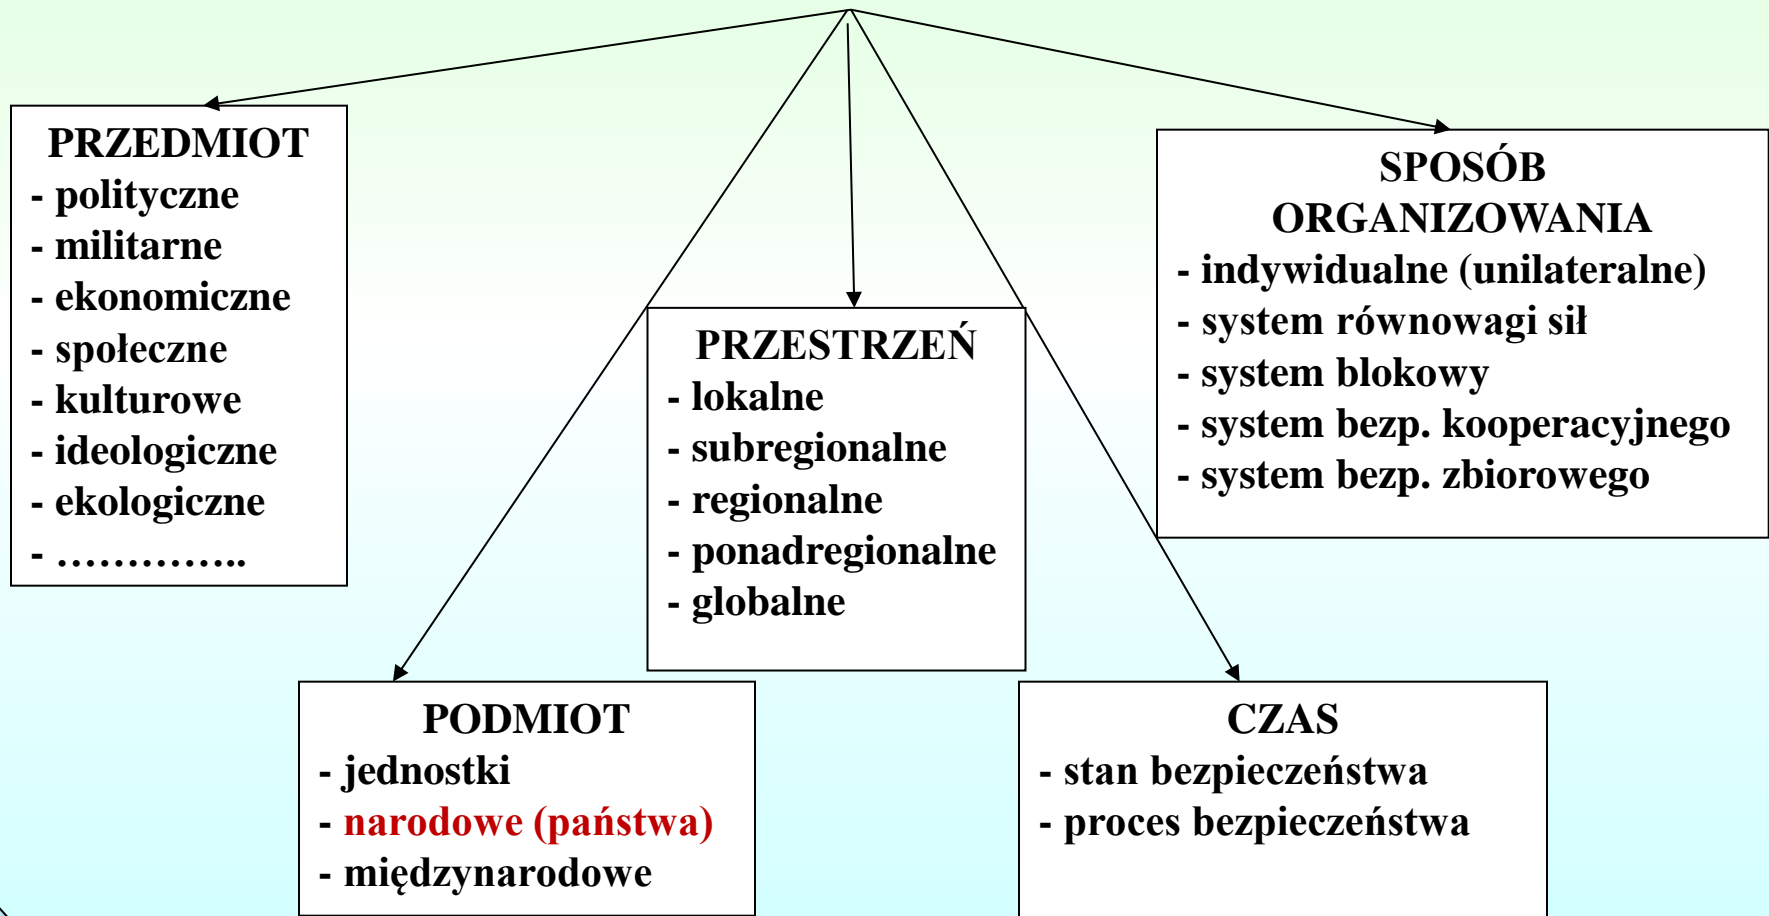 PRZEDMIOT
- polityczne
- militarne
- ekonomiczne
- społeczne
- kulturowe
- ideologiczne
- ekologiczne
- …………..
PODMIOT
- jednostki
- narodowe (państwa)
- międzynarodowe
PRZESTRZEŃ
- lokalne
- subregionalne
- regionalne
- ponadregionalne
- globalne
CZAS
- stan bezpieczeństwa
- proces bezpieczeństwa
SPOSÓB
ORGANIZOWANIA
- indywidualne (unilateralne)
- system równowagi sił
- system blokowy
- system bezp. kooperacyjnego
- system bezp. zbiorowego